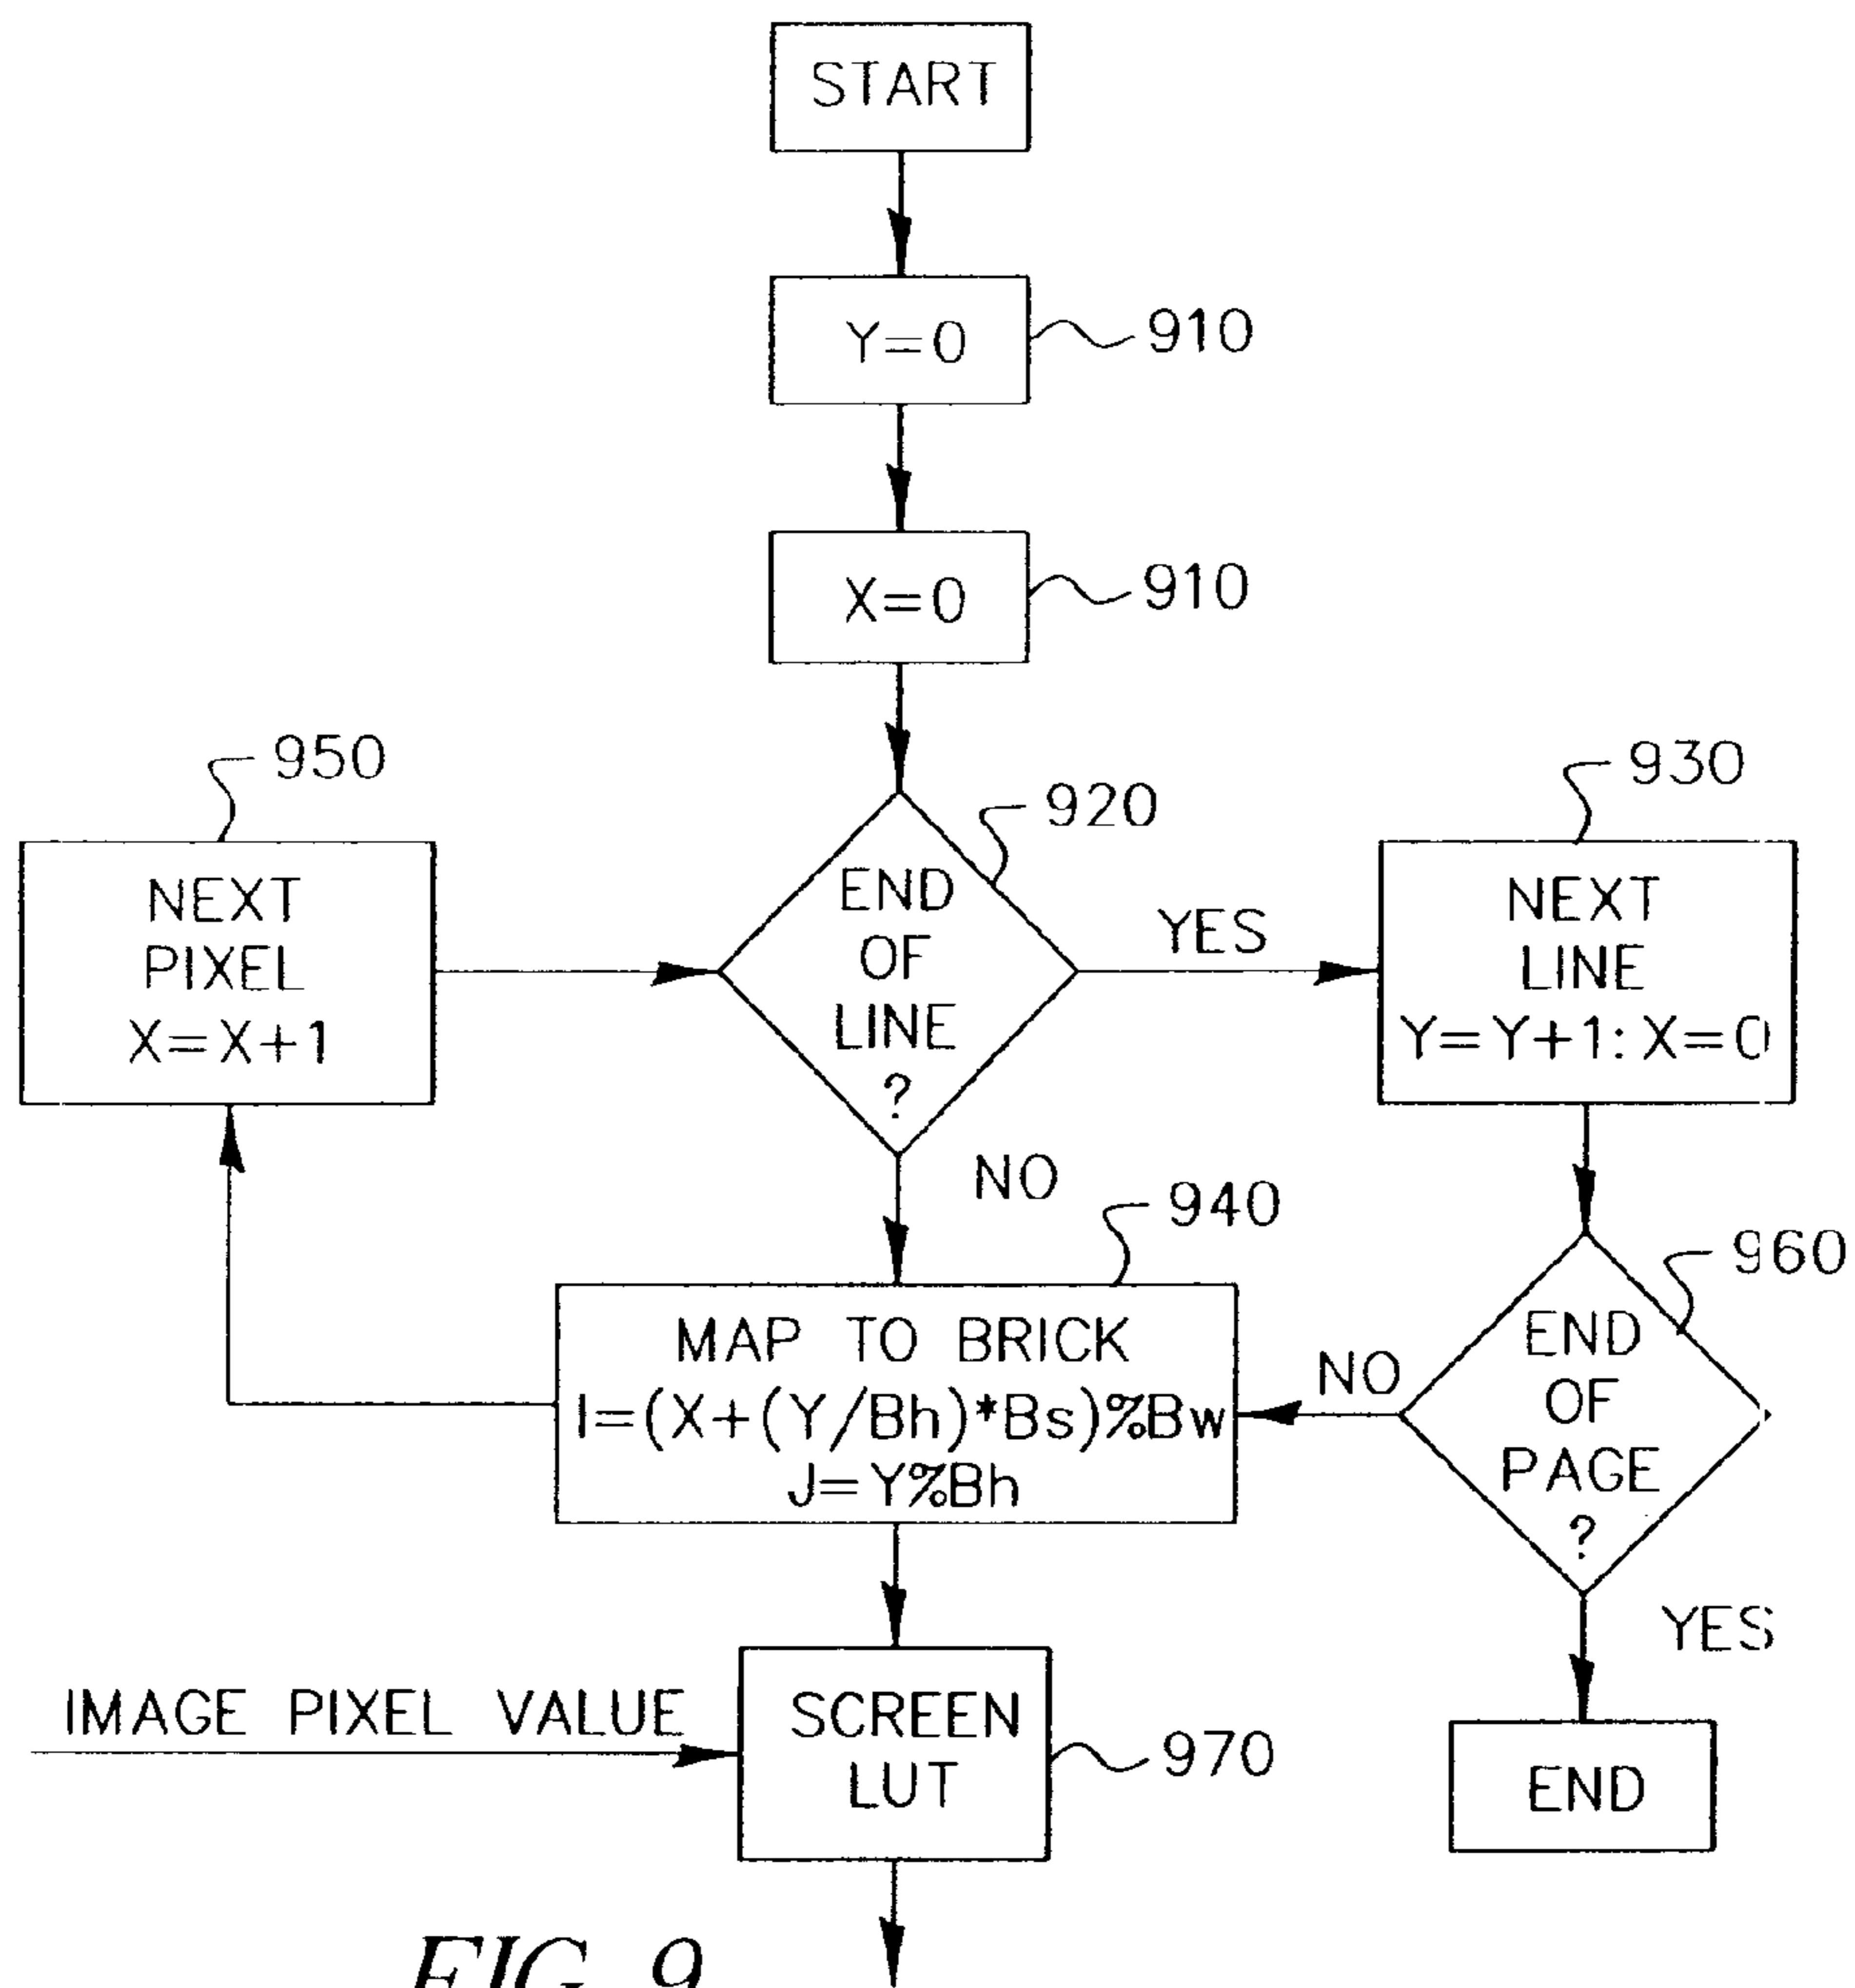 START
Y=0
910
X=0
910
950
NEXT
PIXEL
X=X+1
920
END
OF
LINE
?
YES
930
NEXT
LINE
Y=Y+1:X=0
NO
940
MAP TO BRICK
I=(X+(Y/Bh)*Bs)%Bw
J=Y%Bh
NO
960
END
OF
PAGE
?
YES
END
IMAGE PIXEL VALUE
SCREEN
LUT
970
FIG. 9